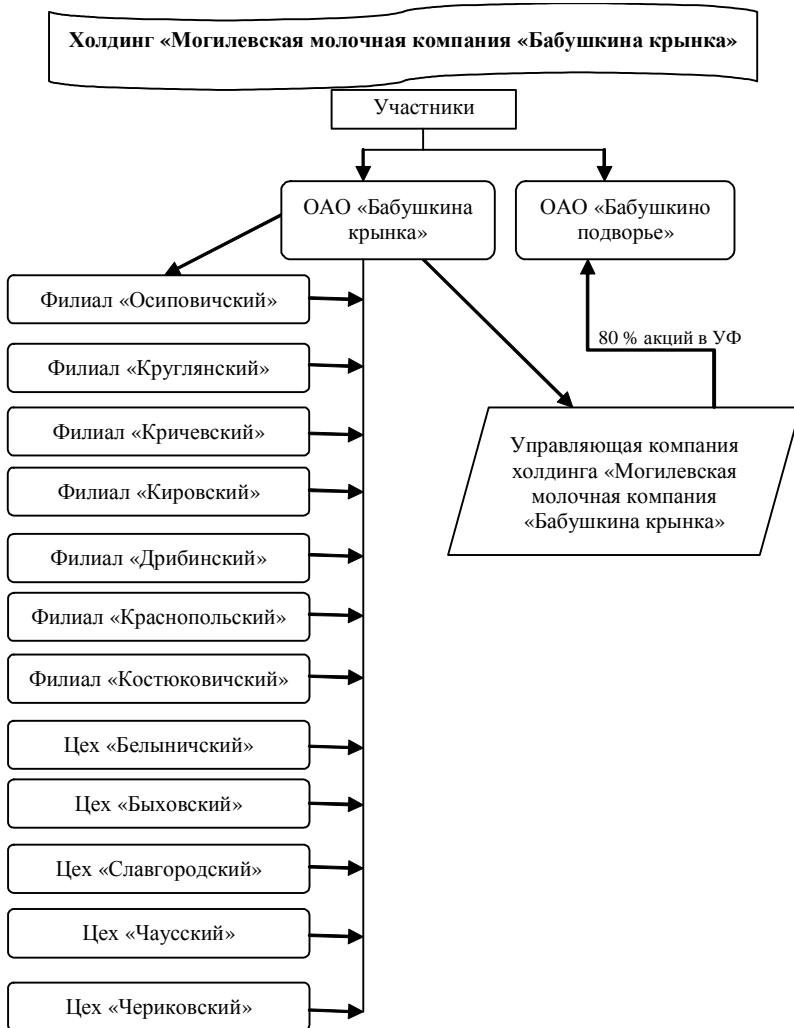 Холдинг «Могилевская молочная компания «Бабушкина крынка»
Участники
ОАО «Бабушкина
крынка»
ОАО «Бабушкино
подворье»
Филиал «Осиповичский»
80 % акций в УФ
Филиал «Круглянский»
Филиал «Кричевский»
Управляющая компания
холдинга «Могилевская
молочная компания
«Бабушкина крынка»
Филиал «Кировский»
Филиал «Дрибинский»
Филиал «Краснопольский»
Филиал «Костюковичский»
Цех «Белыничский»
Цех «Быховский»
Цех «Славгородский»
Цех «Чаусский»
Цех «Чериковский»